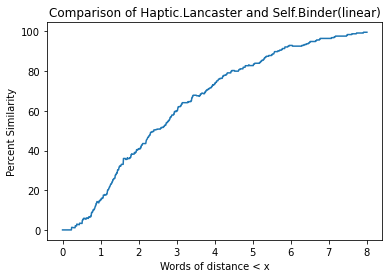 Comparison of Haptic.Lancaster and Self.Binder(linear)
Percent Similarity
100
80
60
40
20
0
0 1 2 3 4 5 6 7 8
Words of distance < x